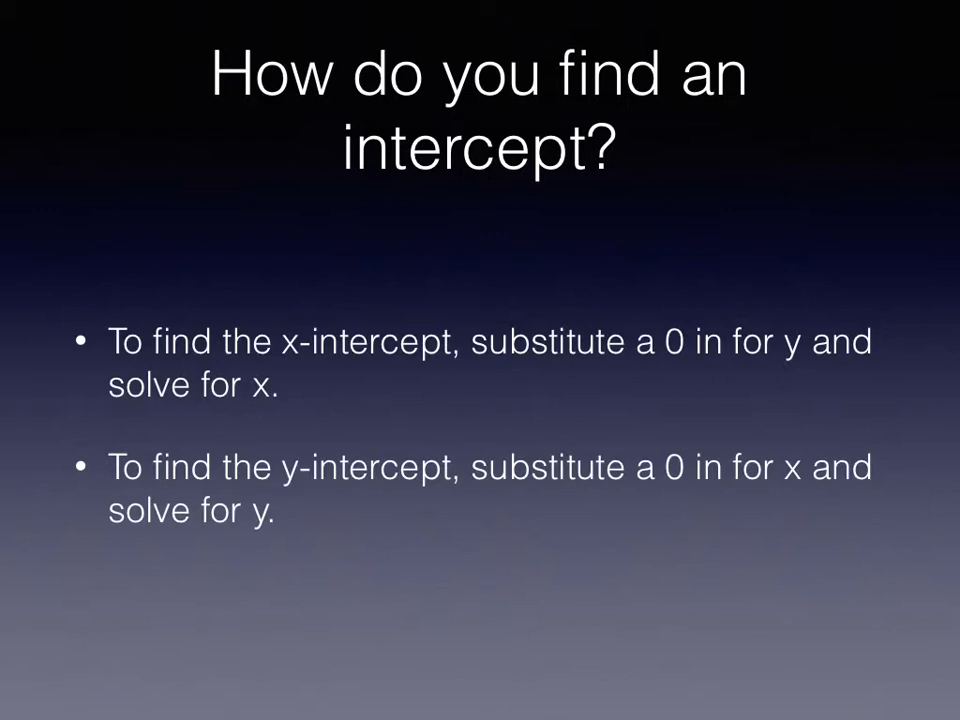 How do you find an
intercept?
• To find the x-intercept, substitute a 0 in for y and
solve for x.
• To find the y-intercept, substitute a 0 in for x and
solve for y.